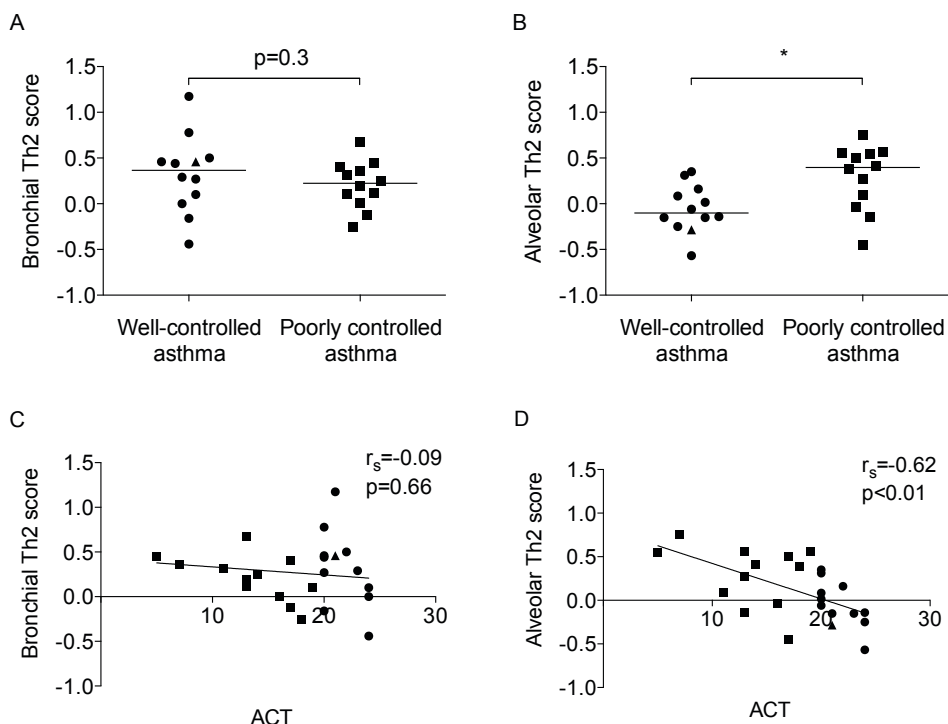 A
p=0.3
Bronchial Th2 score
1.5
1.0
0.5
0.0
-0.5
-1.0
Well-controlled
asthma
Poorly controlled
asthma
B
*
Alveolar Th2 score
1.5
1.0
0.5
0.0
-0.5
-1.0
Well-controlled
asthma
Poorly controlled
asthma
C
rs=-0.09
p=0.66
Bronchial Th2 score
1.5
1.0
0.5
0.0
-0.5
-1.0
10
20
30
ACT
D
rs=-0.62
p<0.01
Alveolar Th2 score
1.5
1.0
0.5
0.0
-0.5
-1.0
10
20
30
ACT